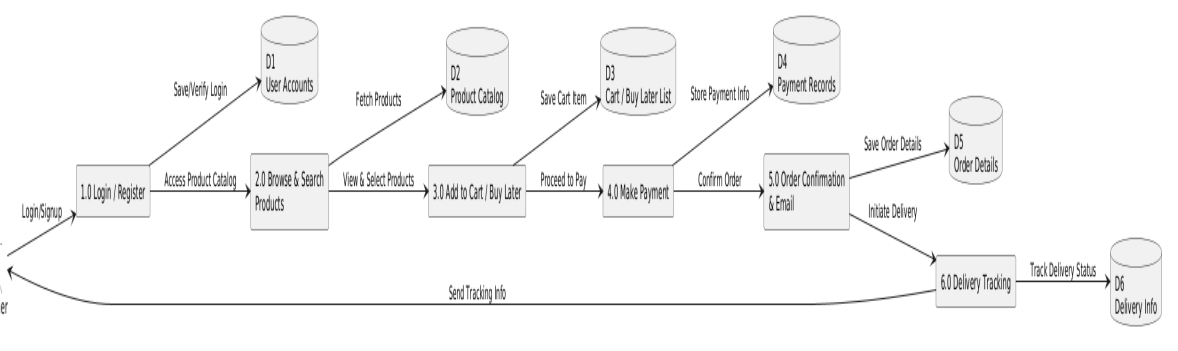 D1
User Accounts
D2
Product Catalog
D3
Cart / Buy Later List
D4
Payment Records
Save/Verify Login
Fetch Products
Save Cart Item
Store Payment Info
D5
Order Details
Save Order Details
1.0 Login / Register
Access Product Catalog
2.0 Browse & Search
Products
View & Select Products
3.0 Add to Cart / Buy Later
Proceed to Pay
4.0 Make Payment
Confirm Order
5.0 Order Confirmation
& Email
Login/Signup
Initiate Delivery
6.0 Delivery Tracking
Track Delivery Status
D6
Delivery Info
Send Tracking Info
er